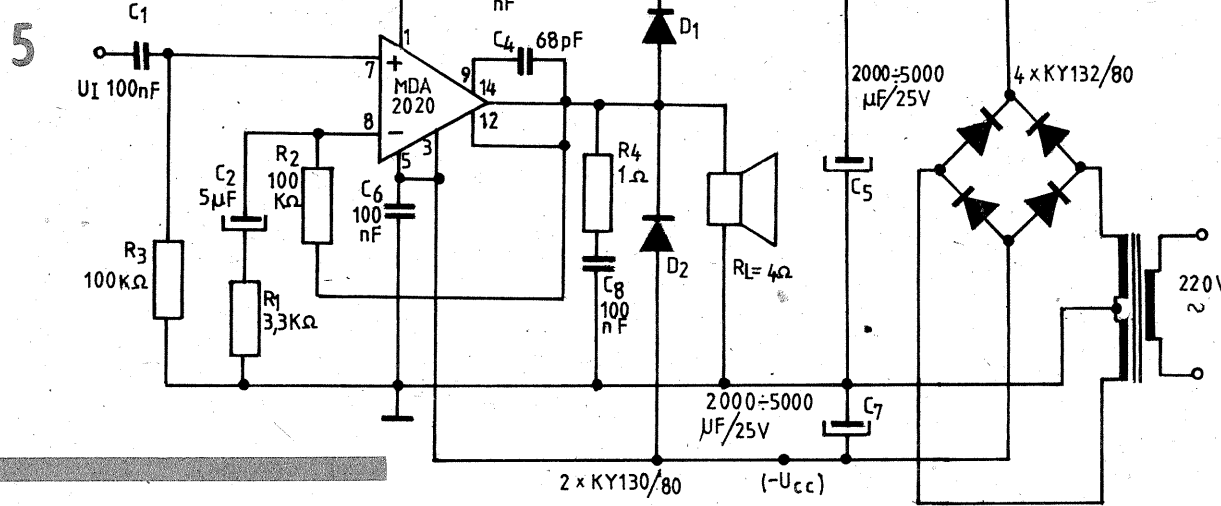 5
C1
UI 100nF
nF
1
7
+
MDA
2020
8
−
3
5
9
14
12
C4 68pF
D1
2000÷5000
μF/25V
4 x KY132/80
C5
R2
100
KΩ
C2
5μF
C6
100
nF
R4
1Ω
D2
RL= 4Ω
R3
100KΩ
R1
3,3KΩ
C8
100
nF
220V
~
2000÷5000
μF/25V
C7
2 x KY130/80
(-Ucc)